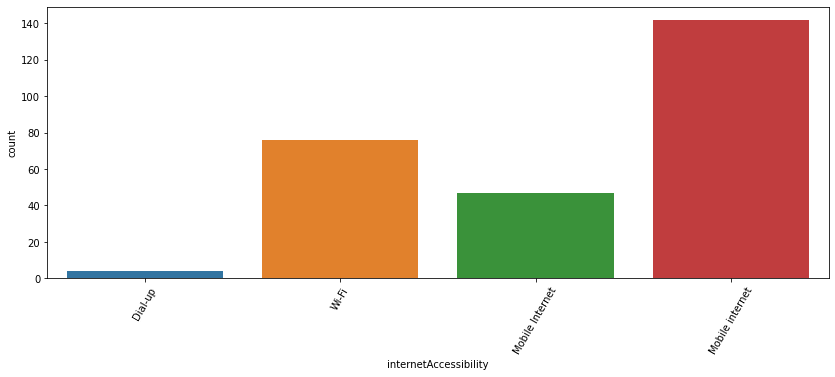 140
120
100
80
60
40
20
0
count
Dial-up
Wi-Fi
Mobile Internet
Mobile internet
internetAccessibility